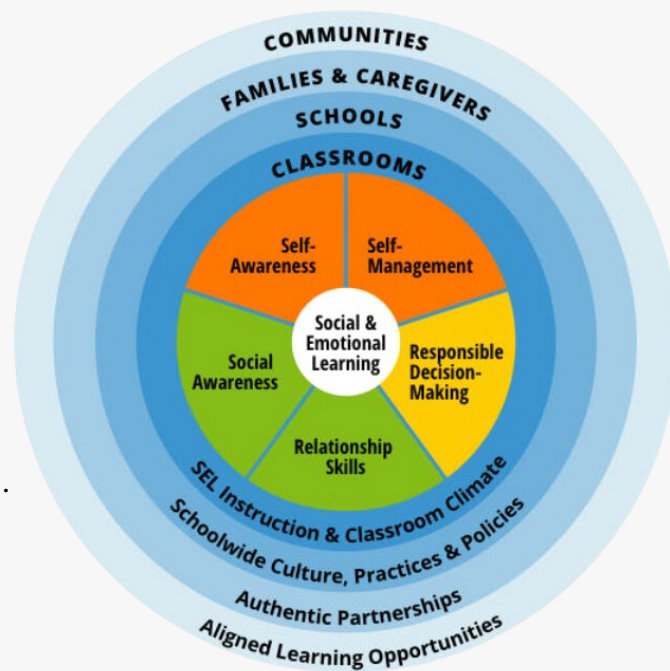 COMMUNITIES
FAMILIES & CAREGIVERS
SCHOOLS
CLASSROOMS
Self-
Awareness
Self-
Management
Social &
Emotional
Learning
Social
Awareness
Responsible
Decision-
Making
Relationship
Skills
SEL Instruction & Classroom Climate
Schoolwide Culture, Practices & Policies
Authentic Partnerships
Aligned Learning Opportunities
.